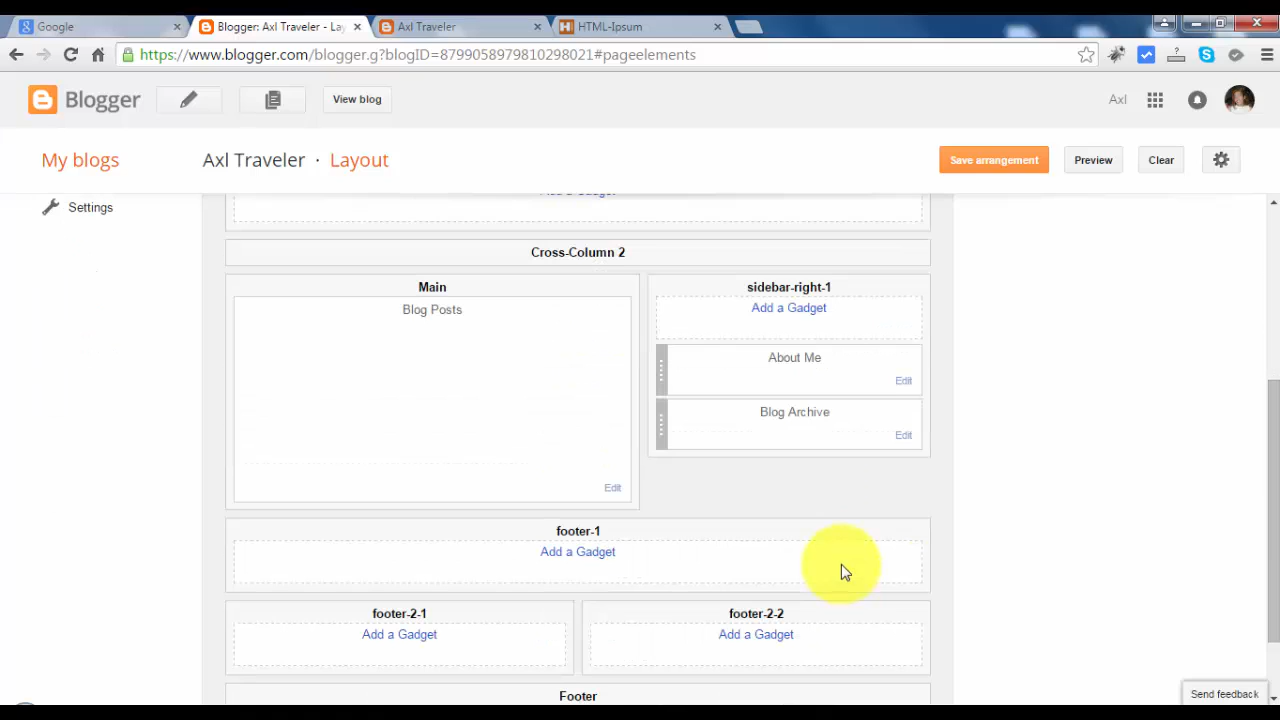 Google
Blogger: Axl Traveler - Lay
Axl Traveler
HTML-Ipsum
https://www.blogger.com/blogger.g?blogID=8799058979810298021#pageelements
Blogger
View blog
Axl
My blogs
Axl Traveler · Layout
Save arrangement
Preview
Clear
Settings
Add a Gadget
Cross-Column 2
Main
sidebar-right-1
Blog Posts
Add a Gadget
About Me
Edit
Blog Archive
Edit
Edit
footer-1
Add a Gadget
footer-2-1
footer-2-2
Add a Gadget
Add a Gadget
Footer
Send feedback